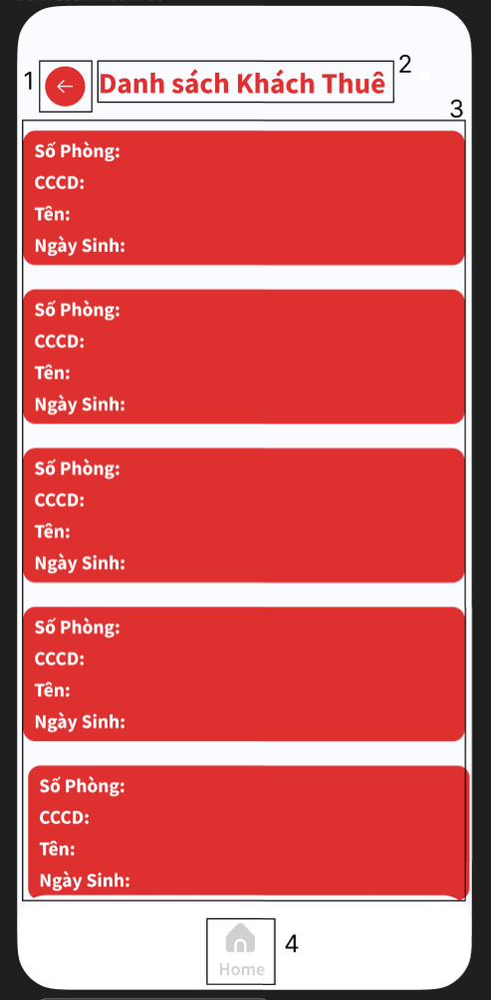 1
Danh sách Khách Thuê
2
3
Số Phòng:
CCCD:
Tên:
Ngày Sinh:
Số Phòng:
CCCD:
Tên:
Ngày Sinh:
Số Phòng:
CCCD:
Tên:
Ngày Sinh:
Số Phòng:
CCCD:
Tên:
Ngày Sinh:
Số Phòng:
CCCD:
Tên:
Ngày Sinh:
Home
4